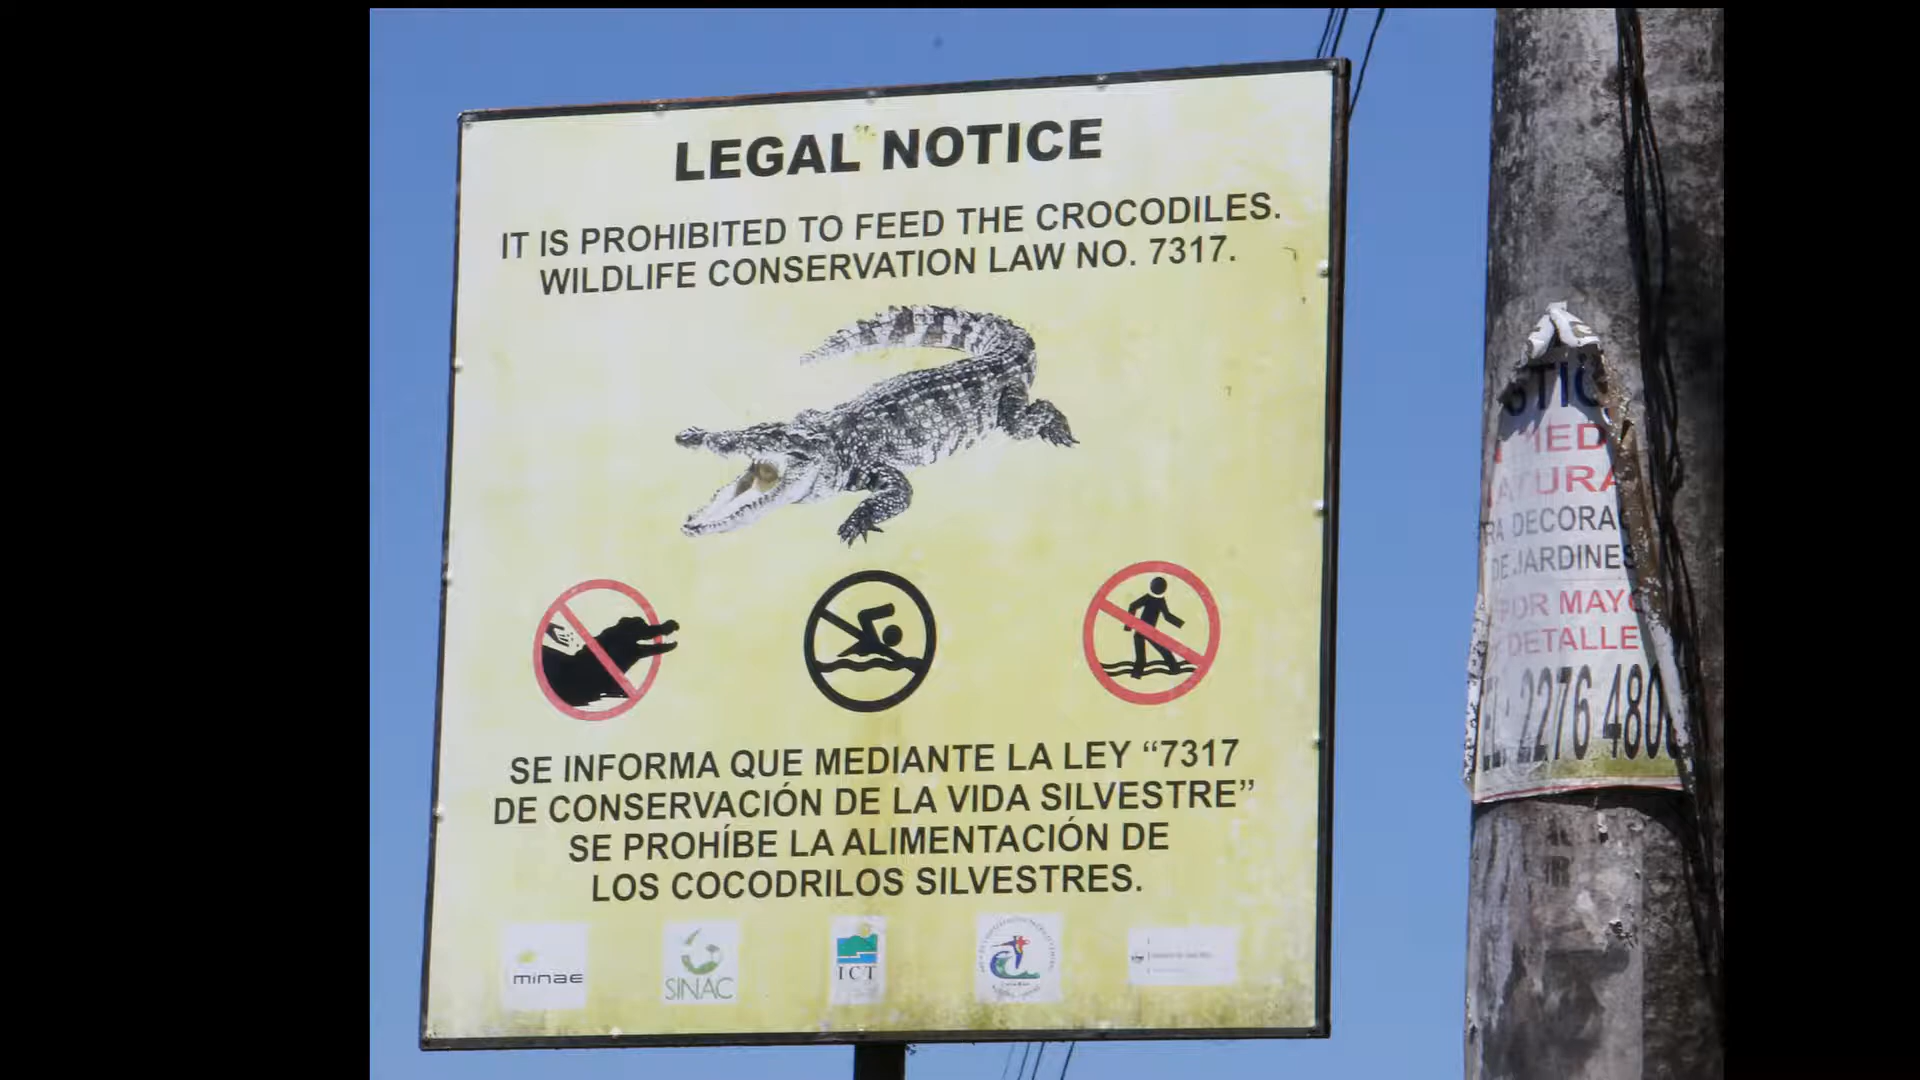 LEGAL NOTICE
IT IS PROHIBITED TO FEED THE CROCODILES.
WILDLIFE CONSERVATION LAW NO. 7317.
SE INFORMA QUE MEDIANTE LA LEY “7317
DE CONSERVACIÓN DE LA VIDA SILVESTRE”
SE PROHÍBE LA ALIMENTACIÓN DE
LOS COCODRILOS SILVESTRES.
minae
SINAC
ICT
DECORA
DE JARDINES
POR MAYO
DETALLE
2276 480